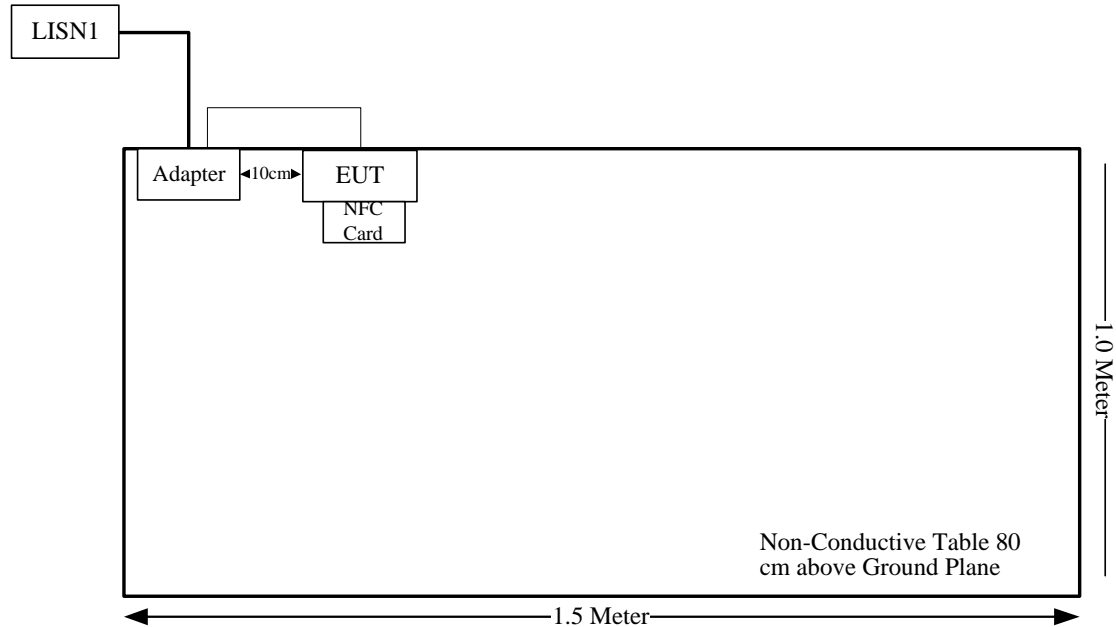 LISN1
Adapter
10cm
EUT
NFC
Card
1.0 Meter
Non-Conductive Table 80
cm above Ground Plane
1.5 Meter